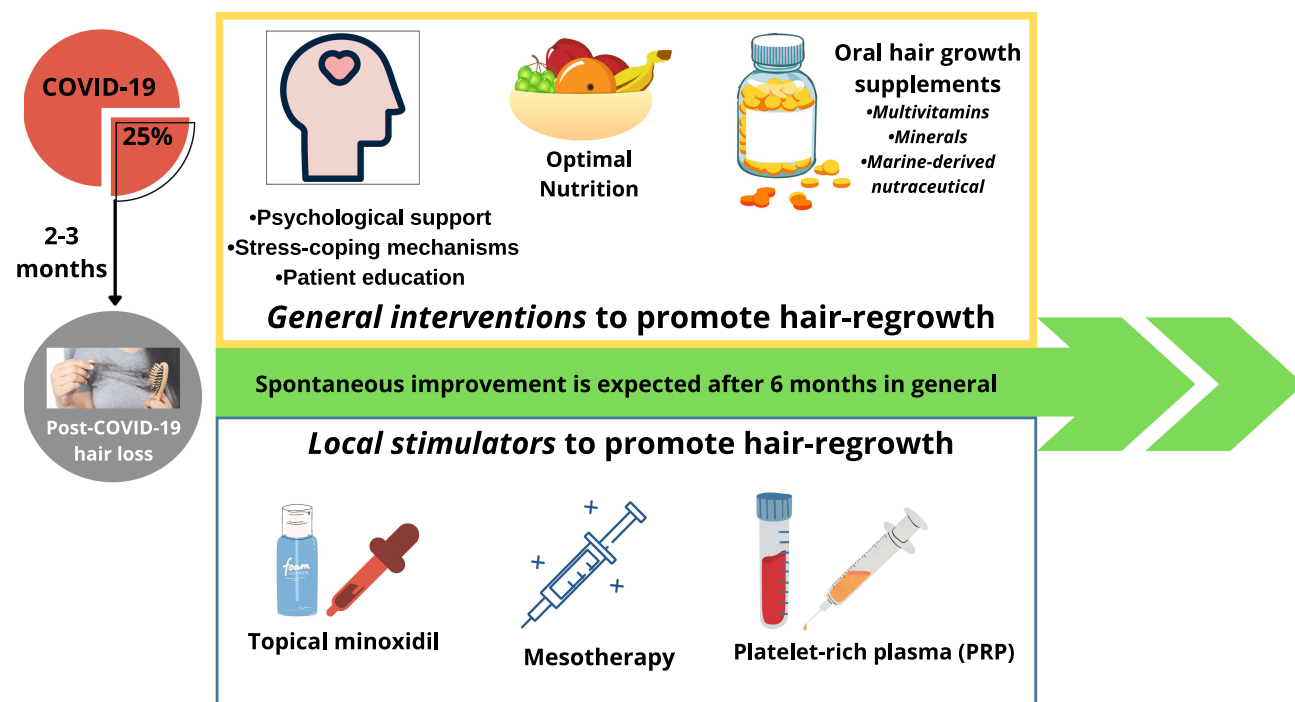 COVID-19
25%
2-3
months
Post-COVID-19
hair loss
•Psychological support
•Stress-coping mechanisms
•Patient education
Optimal
Nutrition
Oral hair growth
supplements
•Multivitamins
•Minerals
•Marine-derived
nutraceutical
General interventions to promote hair-regrowth
Spontaneous improvement is expected after 6 months in general
Local stimulators to promote hair-regrowth
foam
Topical minoxidil
Mesotherapy
Platelet-rich plasma (PRP)